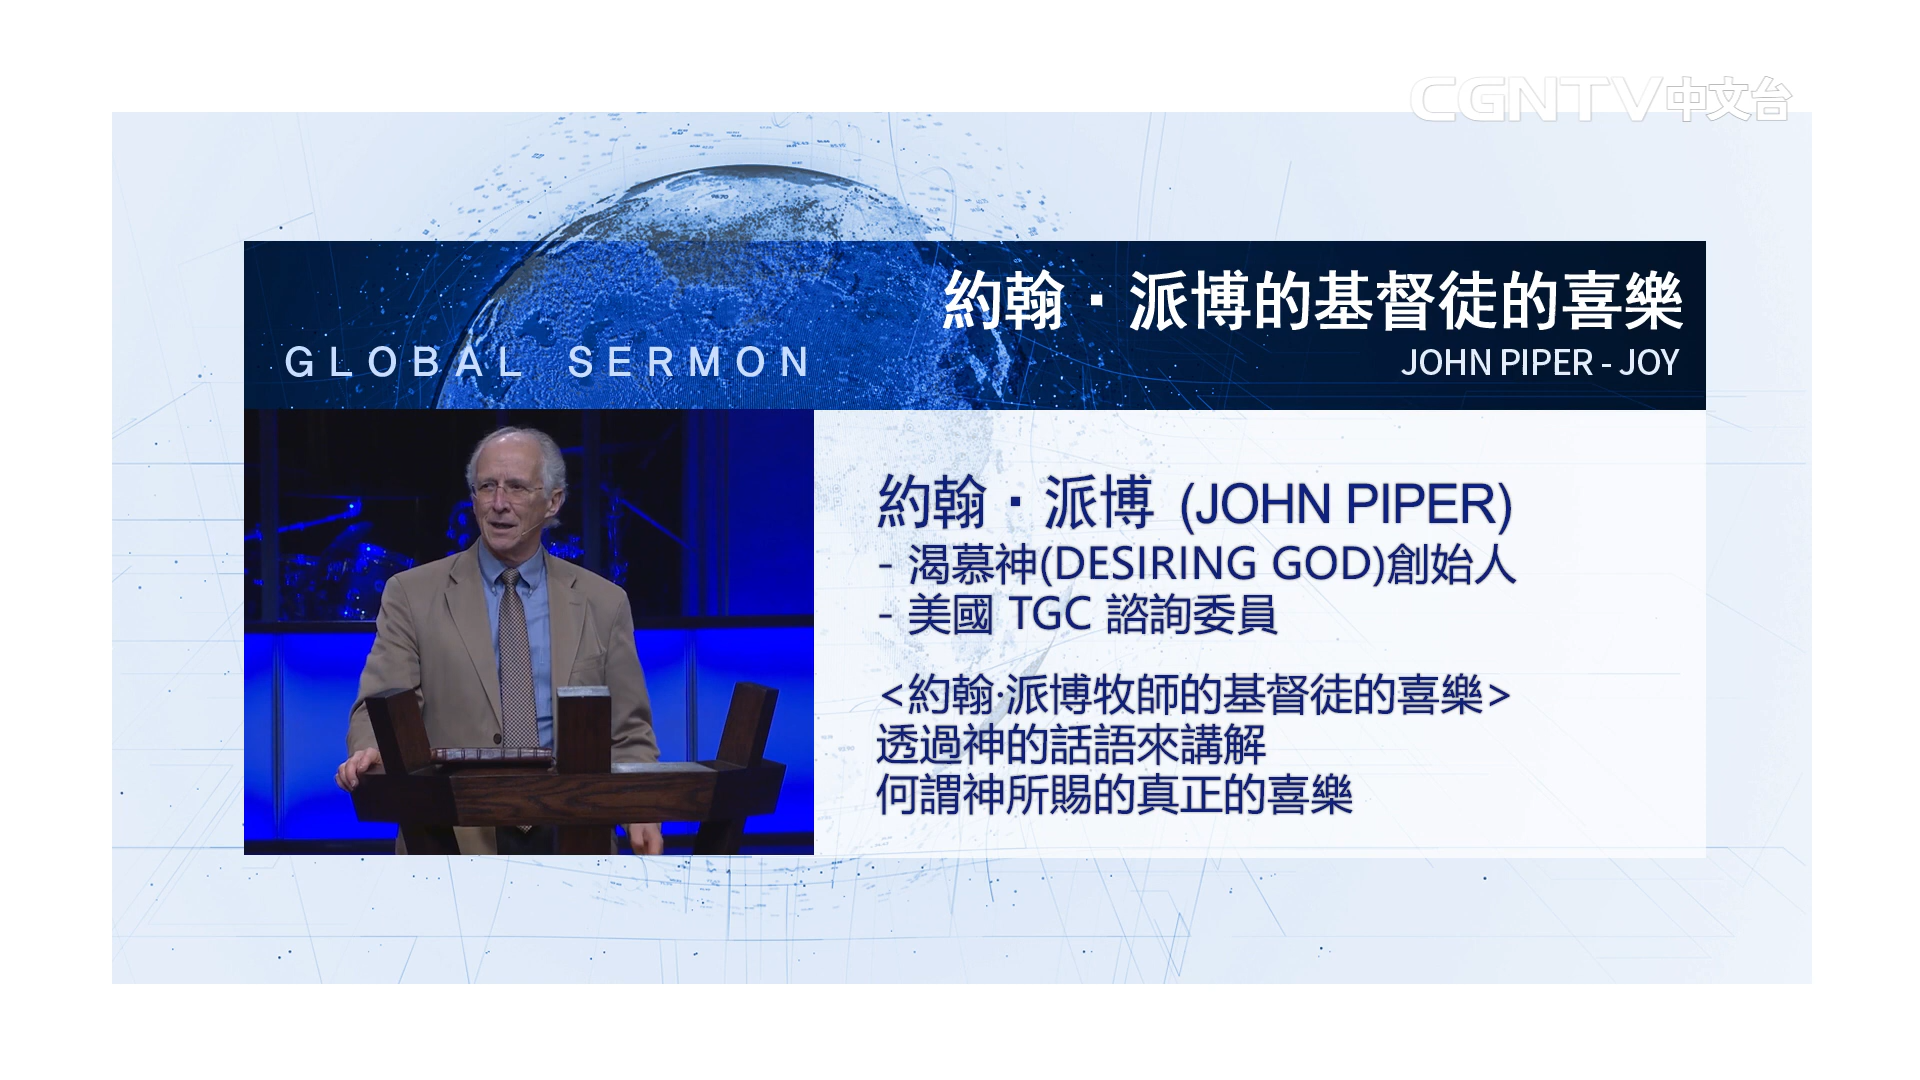 CGNTV中文台
約翰·派博的基督徒的喜樂
GLOBAL SERMON
JOHN PIPER - JOY
約翰·派博 (JOHN PIPER)
- 渴慕神(DESIRING GOD)創始人
- 美國 TGC 諮詢委員
<約翰·派博牧師的基督徒的喜樂>
透過神的話語來講解
何謂神所賜的真正的喜樂